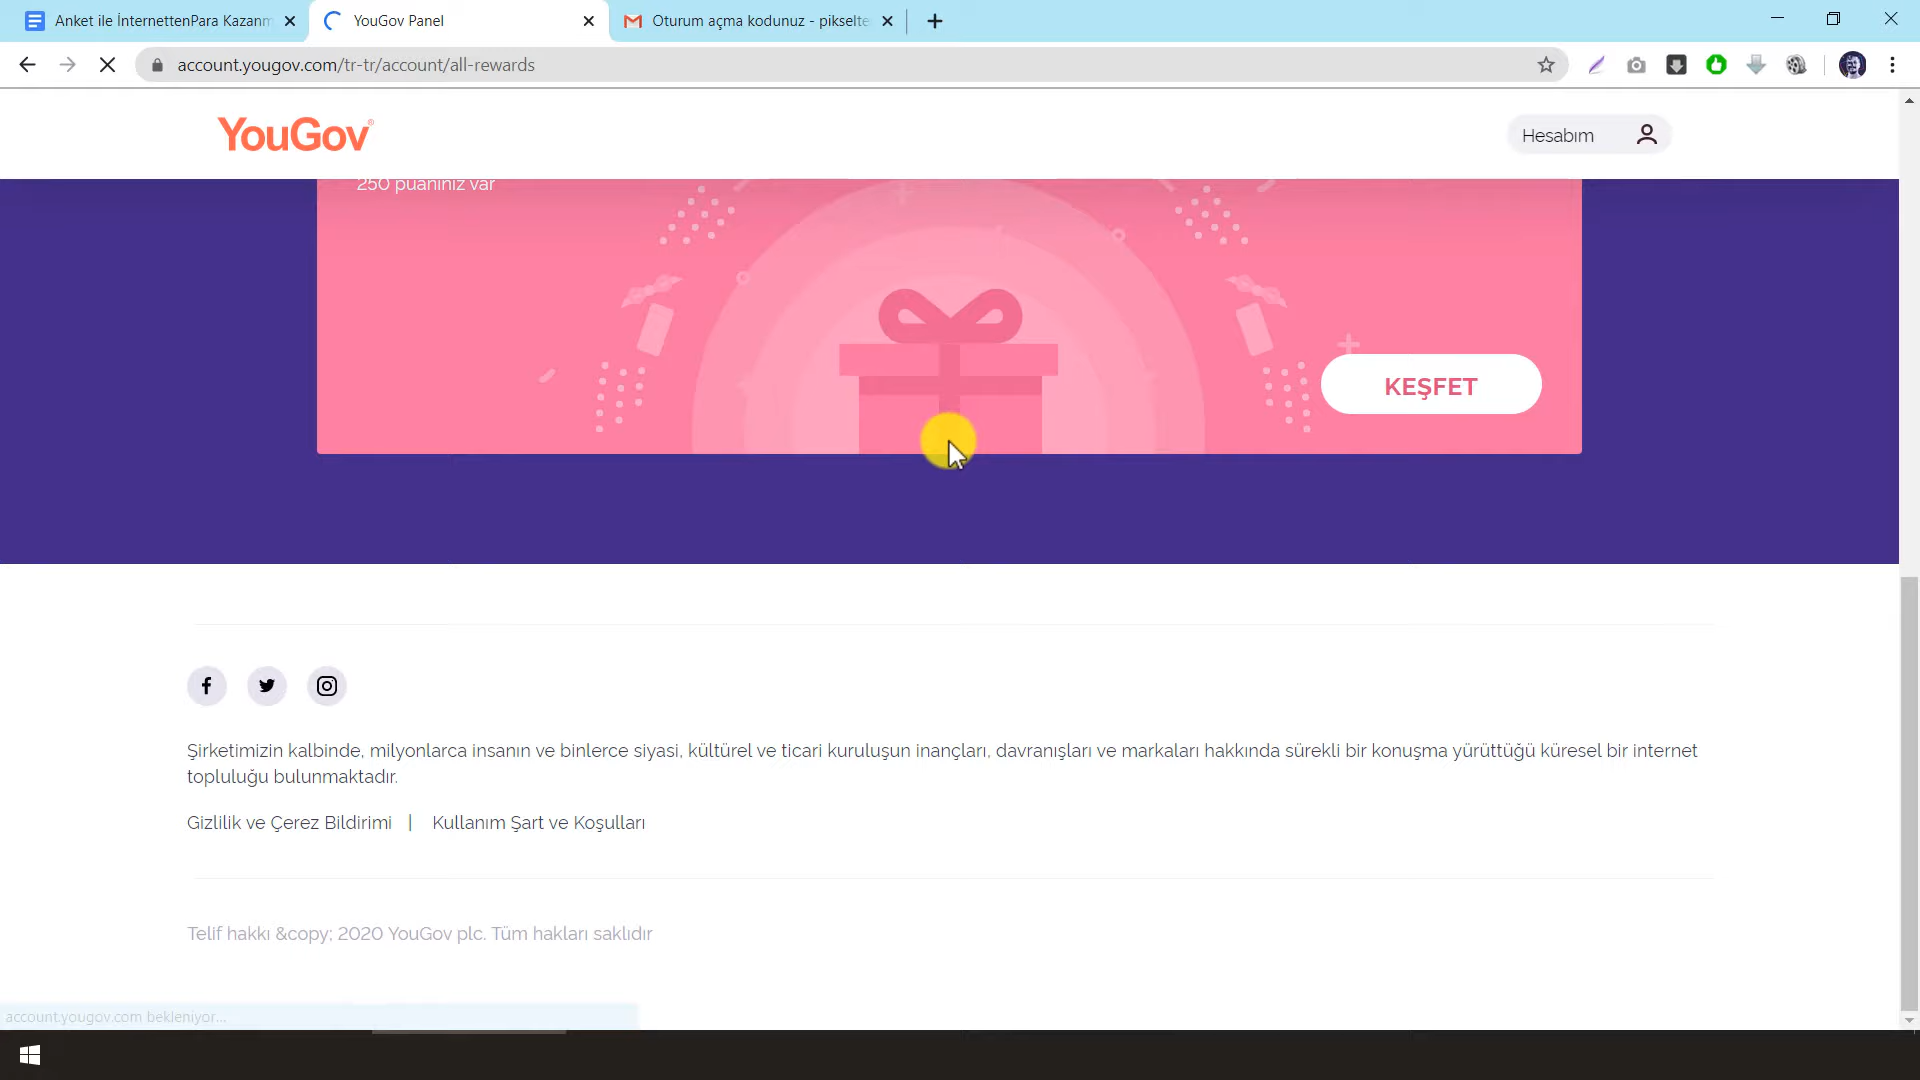 Anket ile İnternettenPara Kazanm
YouGov Panel
Oturum açma kodunuz - pikselte
account.yougov.com/tr-tr/account/all-rewards
YouGov®
Hesabım
250 puanınız var
KEŞFET
Şirketimizin kalbinde, milyonlarca insanın ve binlerce siyasi, kültürel ve ticari kuruluşun inançları, davranışları ve markaları hakkında sürekli bir konuşma yürüttüğü küresel bir internet
topluluğu bulunmaktadır.
Gizlilik ve Çerez Bildirimi | Kullanım Şart ve Koşulları
Telif hakkı &copy; 2020 YouGov plc. Tüm hakları saklıdır
account.yougov.com bekleniyor...